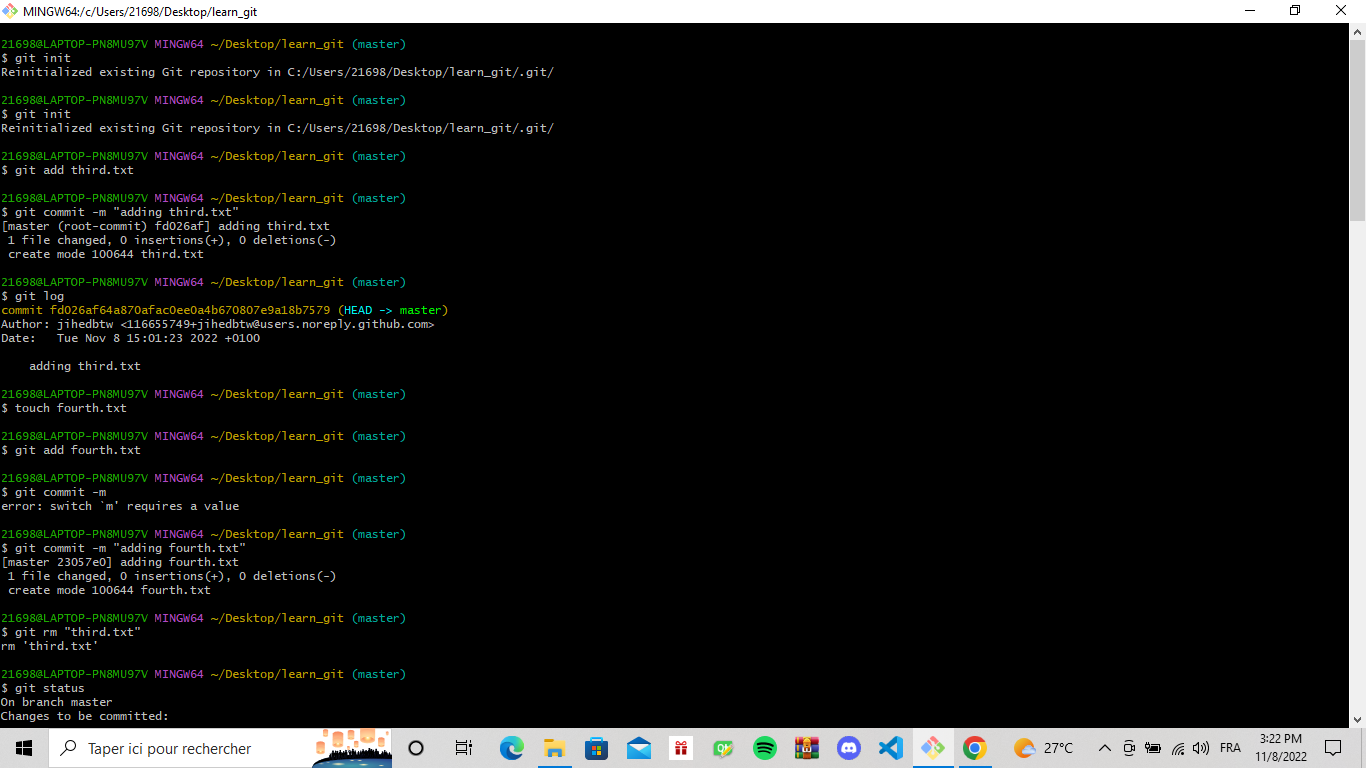 MINGW64:/c/Users/21698/Desktop/learn_git
21698@LAPTOP-PN8MU97V MINGW64 ~/Desktop/learn_git (master)
$ git init
Reinitialized existing Git repository in C:/Users/21698/Desktop/learn_git/.git/
21698@LAPTOP-PN8MU97V MINGW64 ~/Desktop/learn_git (master)
$ git init
Reinitialized existing Git repository in C:/Users/21698/Desktop/learn_git/.git/
21698@LAPTOP-PN8MU97V MINGW64 ~/Desktop/learn_git (master)
$ git add third.txt
21698@LAPTOP-PN8MU97V MINGW64 ~/Desktop/learn_git (master)
$ git commit -m "adding third.txt"
[master (root-commit) fd026af] adding third.txt
 1 file changed, 0 insertions(+), 0 deletions(-)
 create mode 100644 third.txt
21698@LAPTOP-PN8MU97V MINGW64 ~/Desktop/learn_git (master)
$ git log
commit fd026af64a870afac0ee0a4b670807e9a18b7579 (HEAD -> master)
Author: jihedbtw <116655749+jihedbtw@users.noreply.github.com>
Date:   Tue Nov 8 15:01:23 2022 +0100
    adding third.txt
21698@LAPTOP-PN8MU97V MINGW64 ~/Desktop/learn_git (master)
$ touch fourth.txt
21698@LAPTOP-PN8MU97V MINGW64 ~/Desktop/learn_git (master)
$ git add fourth.txt
21698@LAPTOP-PN8MU97V MINGW64 ~/Desktop/learn_git (master)
$ git commit -m
error: switch `m' requires a value
21698@LAPTOP-PN8MU97V MINGW64 ~/Desktop/learn_git (master)
$ git commit -m "adding fourth.txt"
[master 23057e0] adding fourth.txt
 1 file changed, 0 insertions(+), 0 deletions(-)
 create mode 100644 fourth.txt
21698@LAPTOP-PN8MU97V MINGW64 ~/Desktop/learn_git (master)
$ git rm "third.txt"
rm 'third.txt'
21698@LAPTOP-PN8MU97V MINGW64 ~/Desktop/learn_git (master)
$ git status
On branch master
Changes to be committed:
Taper ici pour rechercher
27°C
FRA
3:22 PM
11/8/2022